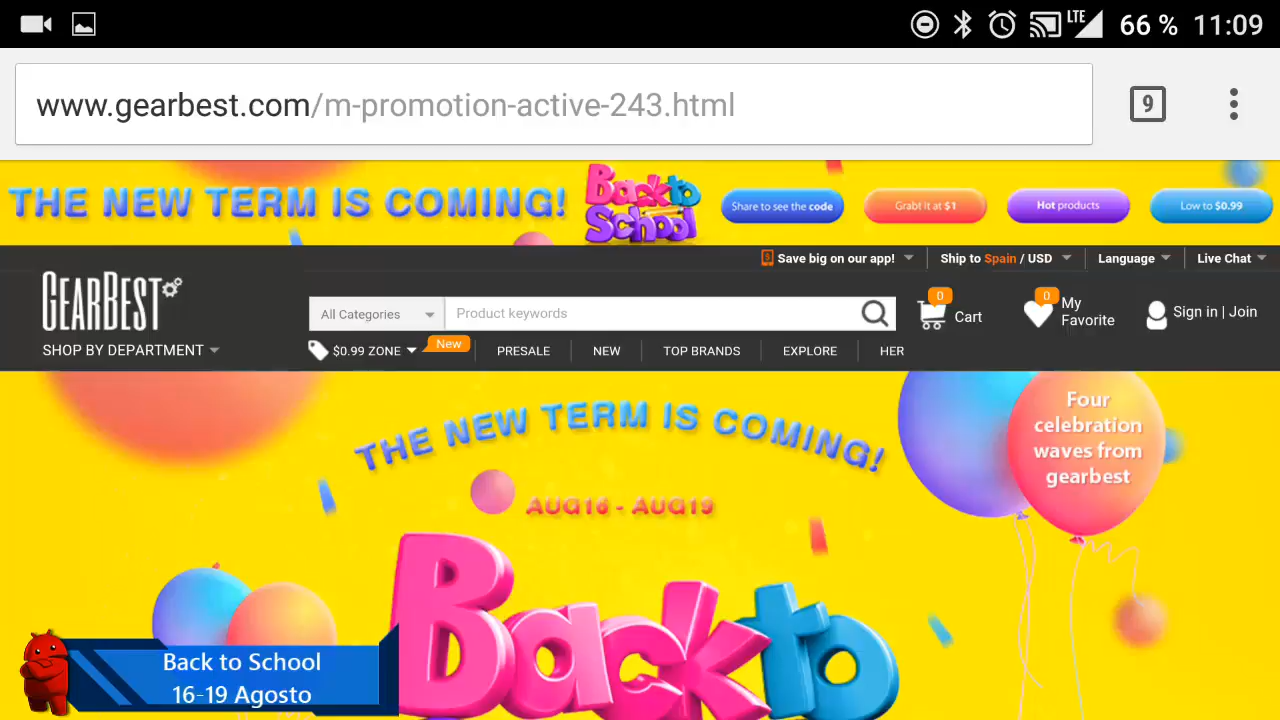 LTE 66 % 11:09
www.gearbest.com/m-promotion-active-243.html
9
THE NEW TERM IS COMING!
Back to
School
Share to see the code
Grabt it at $1
Hot products
Low to $0.99
Save big on our app!
Ship to Spain / USD
Language
Live Chat
GEARBEST
All Categories
Product keywords
0
Cart
0
My
Favorite
Sign in | Join
SHOP BY DEPARTMENT
$0.99 ZONE
New
PRESALE
NEW
TOP BRANDS
EXPLORE
HER
THE NEW TERM IS COMING!
AUG16 - AUG19
Four
celebration
waves from
gearbest
Back to
Back to School
16-19 Agosto